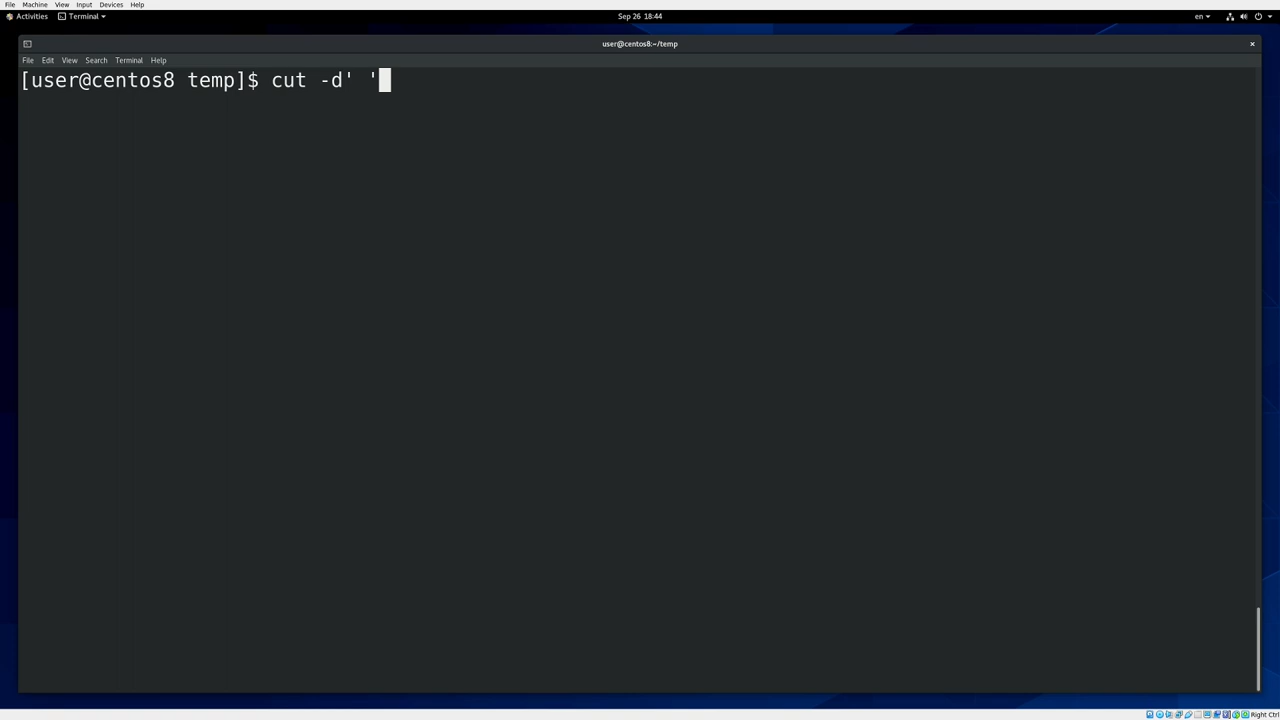 File Machine View Input Devices Help
Activities Terminal Sep 26 18:44 en
user@centos8:~/temp
File Edit View Search Terminal Help
[user@centos8 temp]$ cut -d' '
Right Ctrl